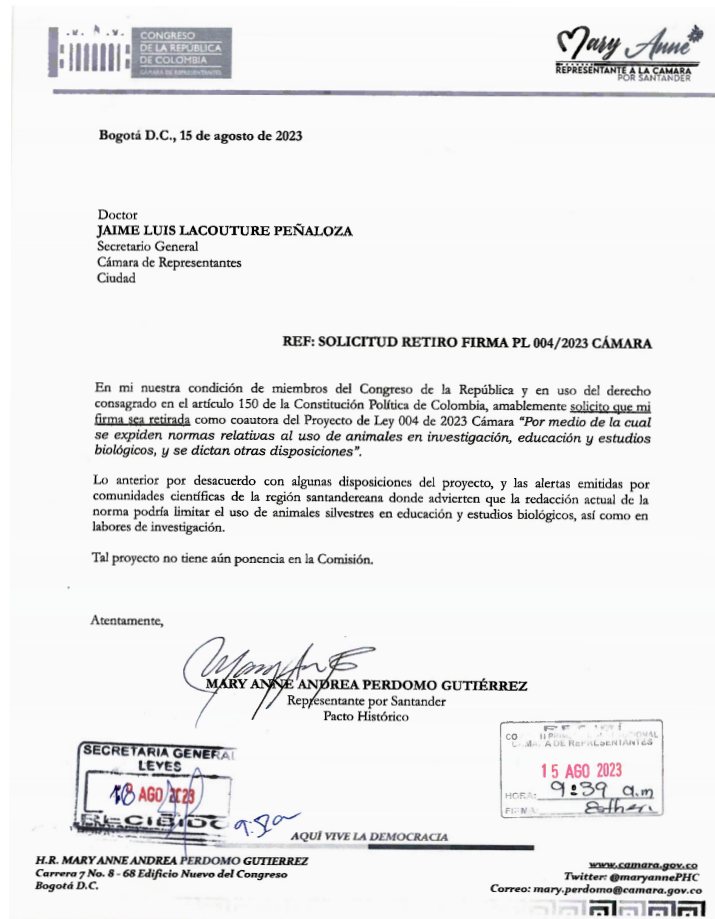 CONGRESO
DE LA REPÚBLICA
DE COLOMBIA
CÁMARA DE REPRESENTANTES
Mary Anne
REPRESENTANTE A LA CAMARA
POR SANTANDER
Bogotá D.C., 15 de agosto de 2023
Doctor
JAIME LUIS LACOUTURE PEÑALOZA
Secretario General
Cámara de Representantes
Ciudad
REF: SOLICITUD RETIRO FIRMA PL 004/2023 CÁMARA
En mi nuestra condición de miembros del Congreso de la República y en uso del derecho
consagrado en el artículo 150 de la Constitución Política de Colombia, amablemente solicito que mi
firma sea retirada como coautora del Proyecto de Ley 004 de 2023 Cámara “Por medio de la cual
se expiden normas relativas al uso de animales en investigación, educación y estudios
biológicos, y se dictan otras disposiciones”.
Lo anterior por desacuerdo con algunas disposiciones del proyecto, y las alertas emitidas por
comunidades científicas de la región santandereana donde advierten que la redacción actual de la
norma podría limitar el uso de animales silvestres en educación y estudios biológicos, así como en
labores de investigación.
Tal proyecto no tiene aún ponencia en la Comisión.
Atentamente,
MARY ANNE ANDREA PERDOMO GUTIÉRREZ
Representante por Santander
Pacto Histórico
SECRETARIA GENERAL
LEYES
18 AGO 2023
RECIBIDO
CAMARA DE REPRESENTANTES
15 AGO 2023
HORA: 9:39 a.m
FIRMA: Esther
AQUÍ VIVE LA DEMOCRACIA
H.R. MARY ANNE ANDREA PERDOMO GUTIERREZ
Carrera 7 No. 8 - 68 Edificio Nuevo del Congreso
Bogotá D.C.
www.camara.gov.co
Twitter: @maryannePHC
Correo: mary.perdomo@camara.gov.co